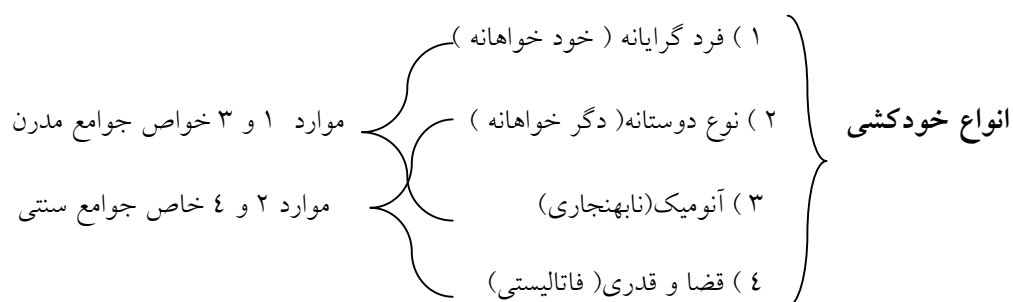 انواع خودکشی
۱ ) فرد گرایانه ( خود خواهانه )
۲ ) نوع دوستانه( دگر خواهانه )
۳ ) آنومیک(نابهنجاری)
٤ ) قضا و قدری( فاتالیستی)
موارد ۱ و ۳ خواص جوامع مدرن
موارد ۲ و ٤ خاص جوامع سنتی